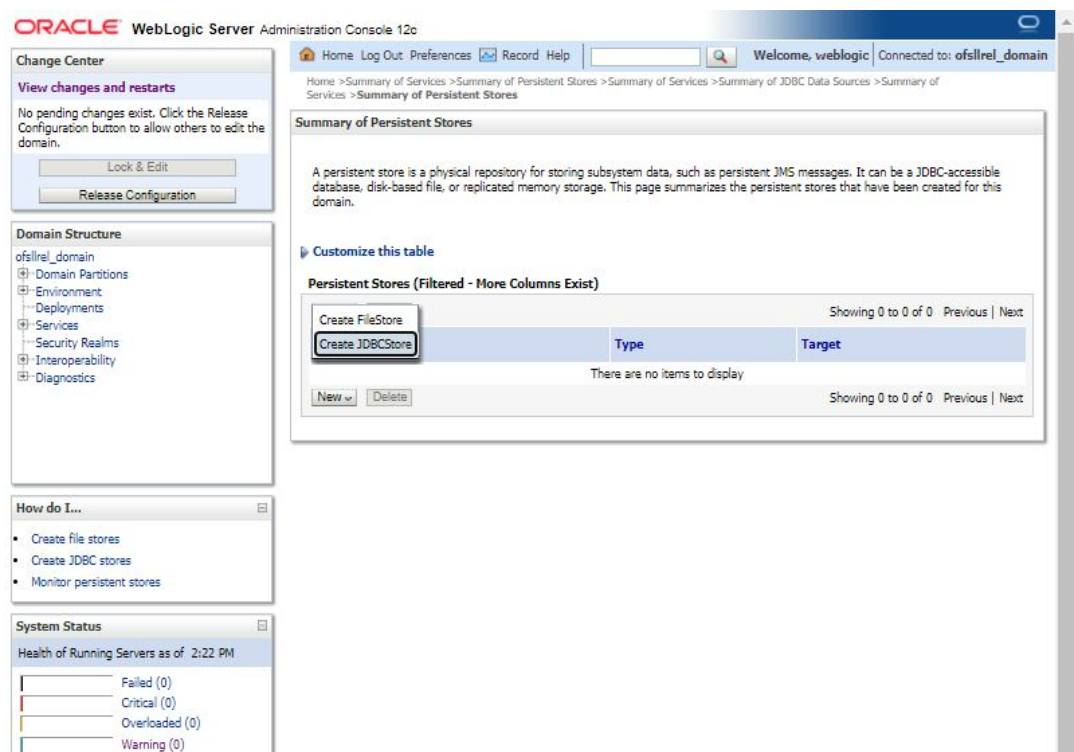 ORACLE WebLogic Server Administration Console 12c
Change Center
View changes and restarts
No pending changes exist. Click the Release
Configuration button to allow others to edit the
domain.
Lock & Edit
Release Configuration
Domain Structure
ofsllrel_domain
Domain Partitions
Environment
Deployments
Services
Security Realms
Interoperability
Diagnostics
How do I...
Create file stores
Create JDBC stores
Monitor persistent stores
System Status
Health of Running Servers as of 2:22 PM
Failed (0)
Critical (0)
Overloaded (0)
Warning (0)
Home Log Out Preferences Record Help
Welcome, weblogic Connected to: ofsllrel_domain
Home >Summary of Services >Summary of Persistent Stores >Summary of Services >Summary of JDBC Data Sources >Summary of
Services >Summary of Persistent Stores
Summary of Persistent Stores
A persistent store is a physical repository for storing subsystem data, such as persistent JMS messages. It can be a JDBC-accessible
database, disk-based file, or replicated memory storage. This page summarizes the persistent stores that have been created for this
domain.
Customize this table
Persistent Stores (Filtered - More Columns Exist)
Create FileStore
Create JDBCStore
Showing 0 to 0 of 0 Previous | Next
Type Target
There are no items to display
New Delete
Showing 0 to 0 of 0 Previous | Next